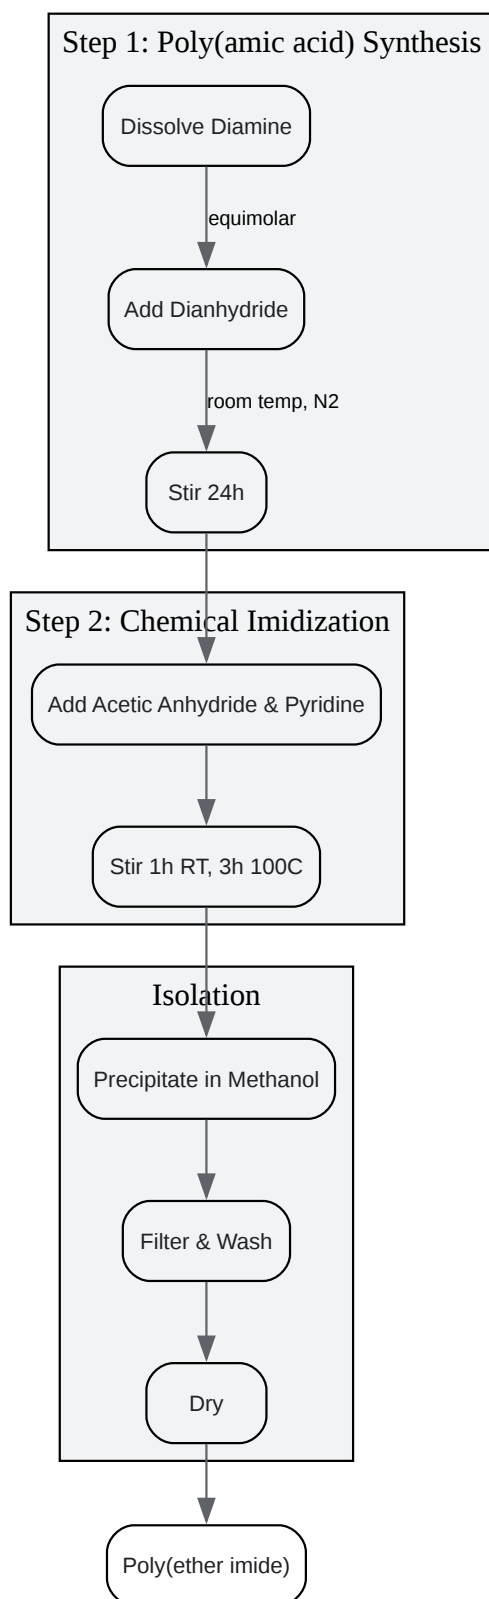 Step 1: Poly(amic acid) Synthesis
Dissolve Diamine
equimolar
Add Dianhydride
room temp, N2
Stir 24h
Step 2: Chemical Imidization
Add Acetic Anhydride & Pyridine
Stir 1h RT, 3h 100C
Isolation
Precipitate in Methanol
Filter & Wash
Dry
Poly(ether imide)